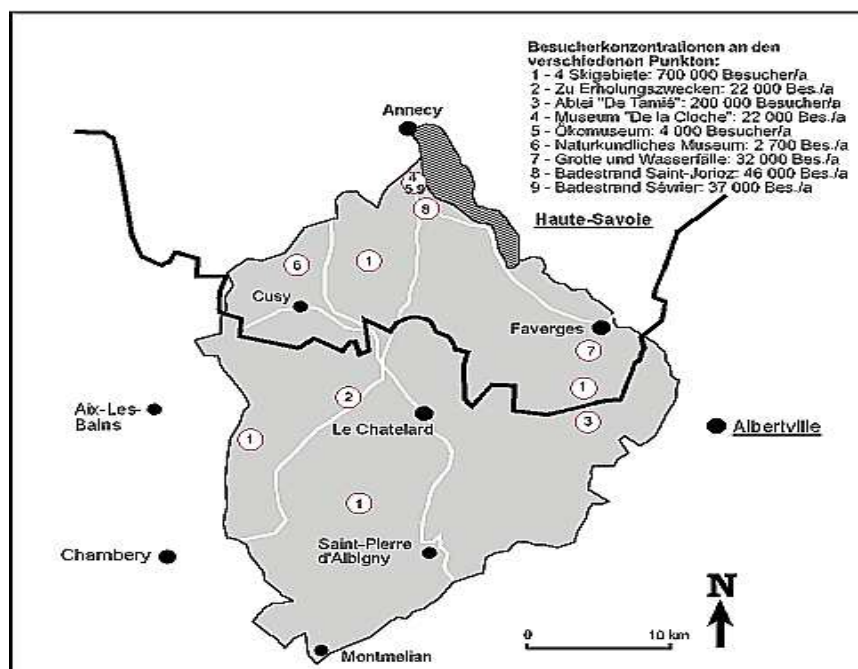 Besucherkonzentrationen an den
verschiedenen Punkten:
1 - 4 Skigebiete: 700 000 Besucher/a
2 - Zu Erholungszwecken: 22 000 Bes./a
3 - Abtei "De Tamié": 200 000 Besucher/a
4 - Museum "De la Cloche": 22 000 Bes./a
5 - Ökomuseum: 4 000 Besucher/a
6 - Naturkundliches Museum: 2 700 Bes./a
7 - Grotte und Wasserfälle: 32 000 Bes./a
8 - Badestrand Saint-Jorioz: 46 000 Bes./a
9 - Badestrand Sévrier: 37 000 Bes./a
Annecy
4
5,9
8
Haute-Savoie
6
1
Cusy
Faverges
7
1
2
3
Aix-Les-
Bains
Le Chatelard
Albertville
1
1
Saint-Pierre
d'Albigny
Chambery
N
0
10 km
Montmelian